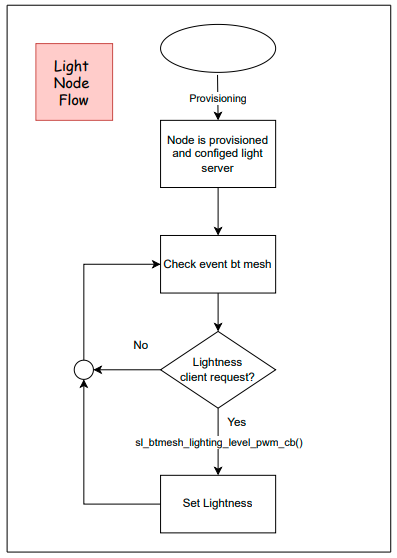 Light
Node
Flow
Provisioning
Node is provisioned
and configed light
server
Check event bt mesh
Lightness
client request?
No
Yes
sl_btmesh_lighting_level_pwm_cb()
Set Lightness